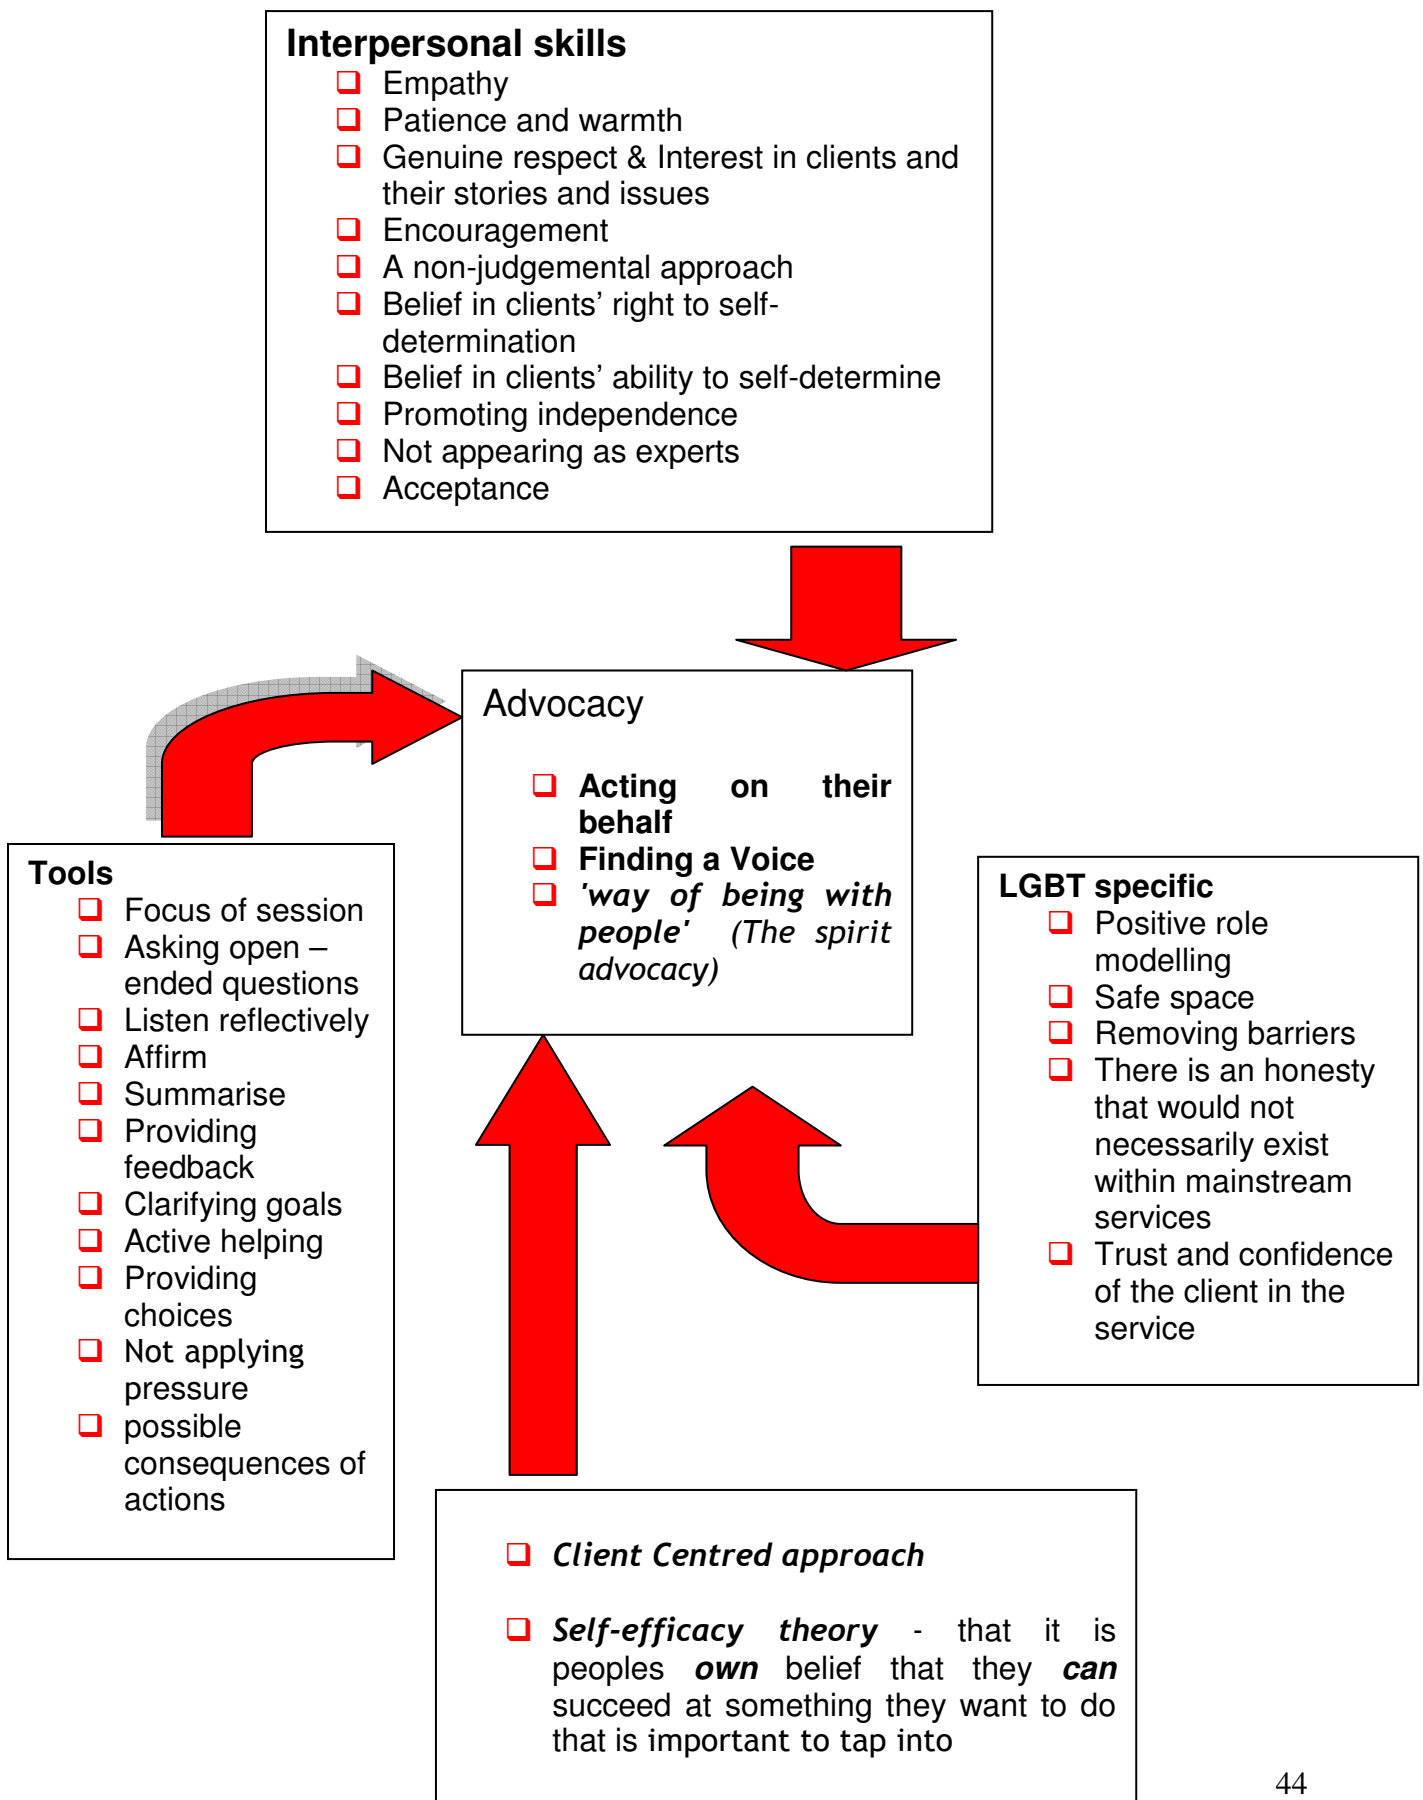 Interpersonal skills
❑ Empathy
❑ Patience and warmth
❑ Genuine respect & Interest in clients and
their stories and issues
❑ Encouragement
❑ A non-judgemental approach
❑ Belief in clients’ right to self-
determination
❑ Belief in clients’ ability to self-determine
❑ Promoting independence
❑ Not appearing as experts
❑ Acceptance
Advocacy
❑ Acting on their
behalf
❑ Finding a Voice
❑ 'way of being with
people' (The spirit
advocacy)
Tools
❑ Focus of session
❑ Asking open –
ended questions
❑ Listen reflectively
❑ Affirm
❑ Summarise
❑ Providing
feedback
❑ Clarifying goals
❑ Active helping
❑ Providing
choices
❑ Not applying
pressure
❑ possible
consequences of
actions
LGBT specific
❑ Positive role
modelling
❑ Safe space
❑ Removing barriers
❑ There is an honesty
that would not
necessarily exist
within mainstream
services
❑ Trust and confidence
of the client in the
service
❑ Client Centred approach
❑ Self-efficacy theory - that it is
peoples own belief that they can
succeed at something they want to do
that is important to tap into
44